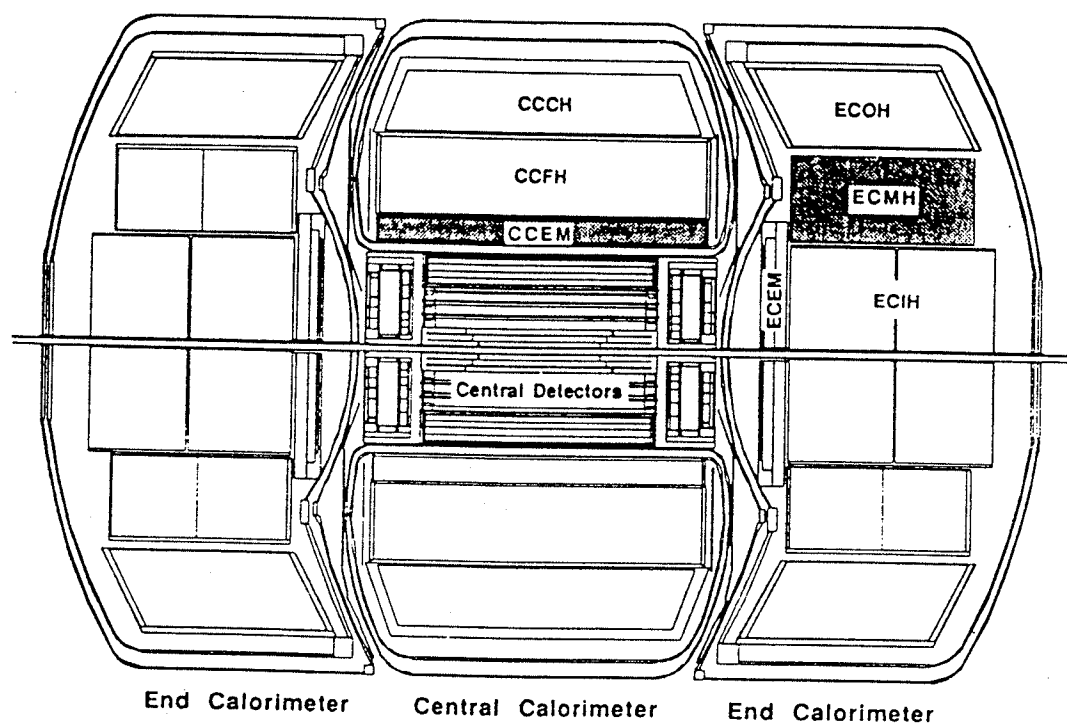 CCCH
ECOH
CCFH
ECMH
CCEM
ECEM
ECIH
Central Detectors
End Calorimeter
Central Calorimeter
End Calorimeter